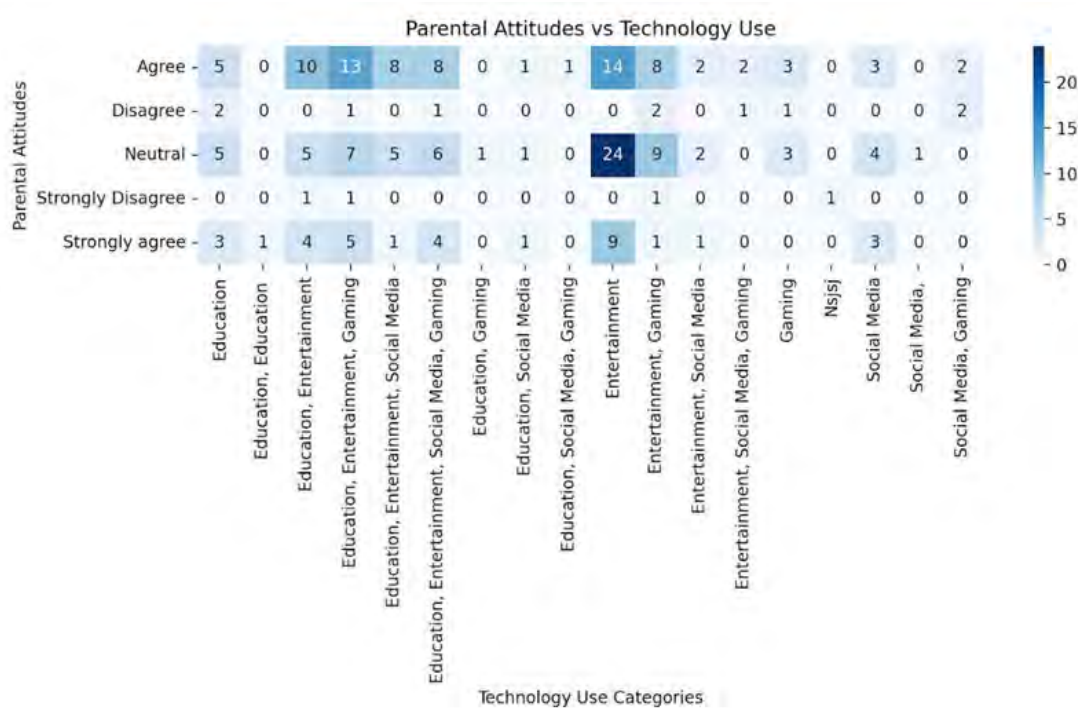 Parental Attitudes vs Technology Use
Parental Attitudes
Agree 5 0 10 13 8 8 0 1 1 14 8 2 2 3 0 3 0 2
Disagree 2 0 0 1 0 1 0 0 0 0 2 0 1 1 0 0 0 2
Neutral 5 0 5 7 5 6 1 1 0 24 9 2 0 3 0 4 1 0
Strongly Disagree 0 0 1 1 0 0 0 0 0 0 1 0 0 0 1 0 0 0
Strongly agree 3 1 4 5 1 4 0 1 0 9 1 1 0 0 0 3 0 0
20
15
10
5
0
Education
Education, Education
Education, Entertainment
Education, Entertainment, Gaming
Education, Entertainment, Social Media
Education, Entertainment, Social Media, Gaming
Education, Gaming
Education, Social Media
Education, Social Media, Gaming
Entertainment
Entertainment, Gaming
Entertainment, Social Media
Entertainment, Social Media, Gaming
Gaming
Nsjsj
Social Media
Social Media,
Social Media, Gaming
Technology Use Categories